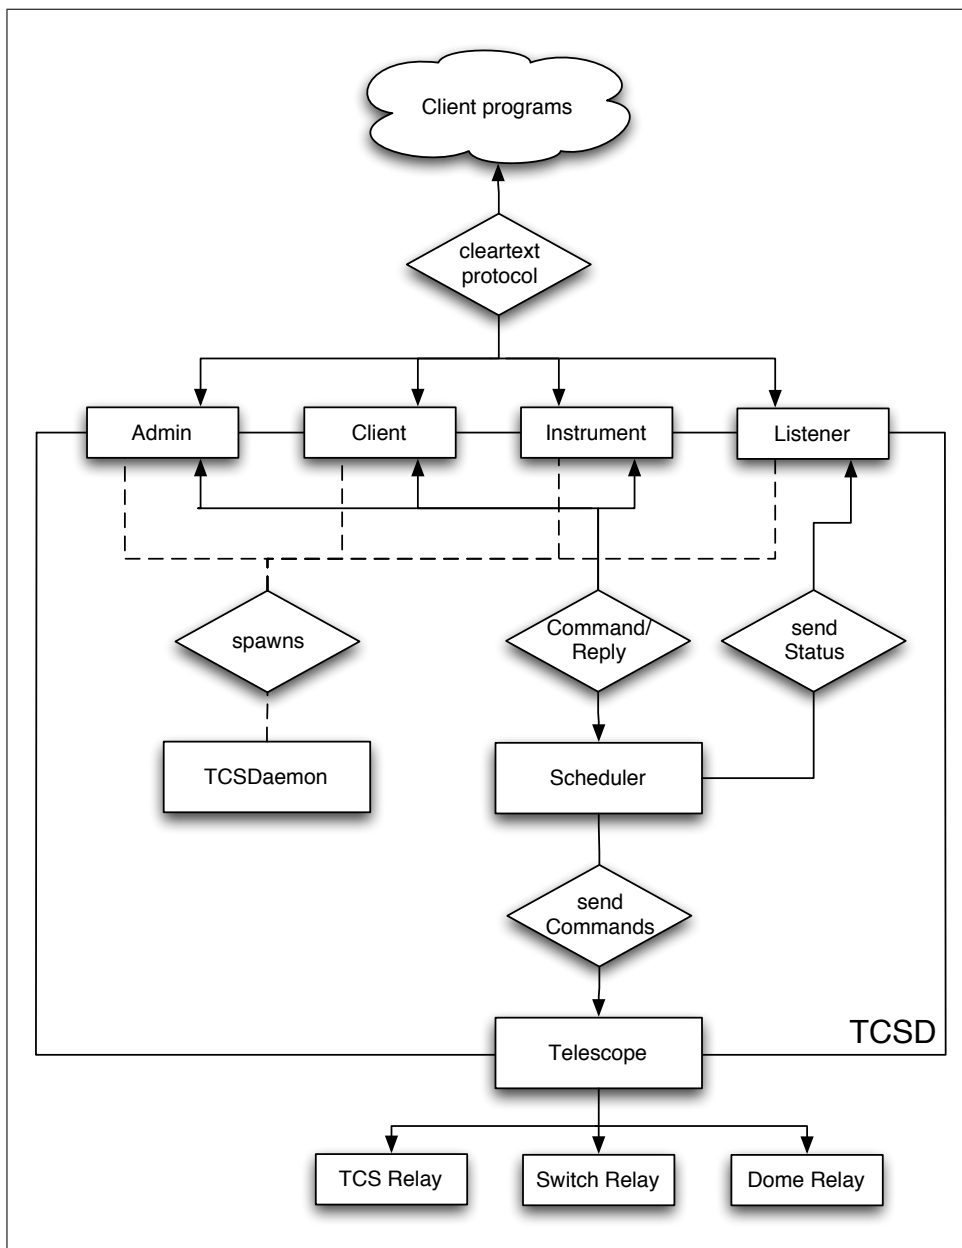 Client programs
cleartext
protocol
Admin
Client
Instrument
Listener
spawns
Command/
Reply
send
Status
TCSDaemon
Scheduler
send
Commands
TCSD
Telescope
TCS Relay
Switch Relay
Dome Relay